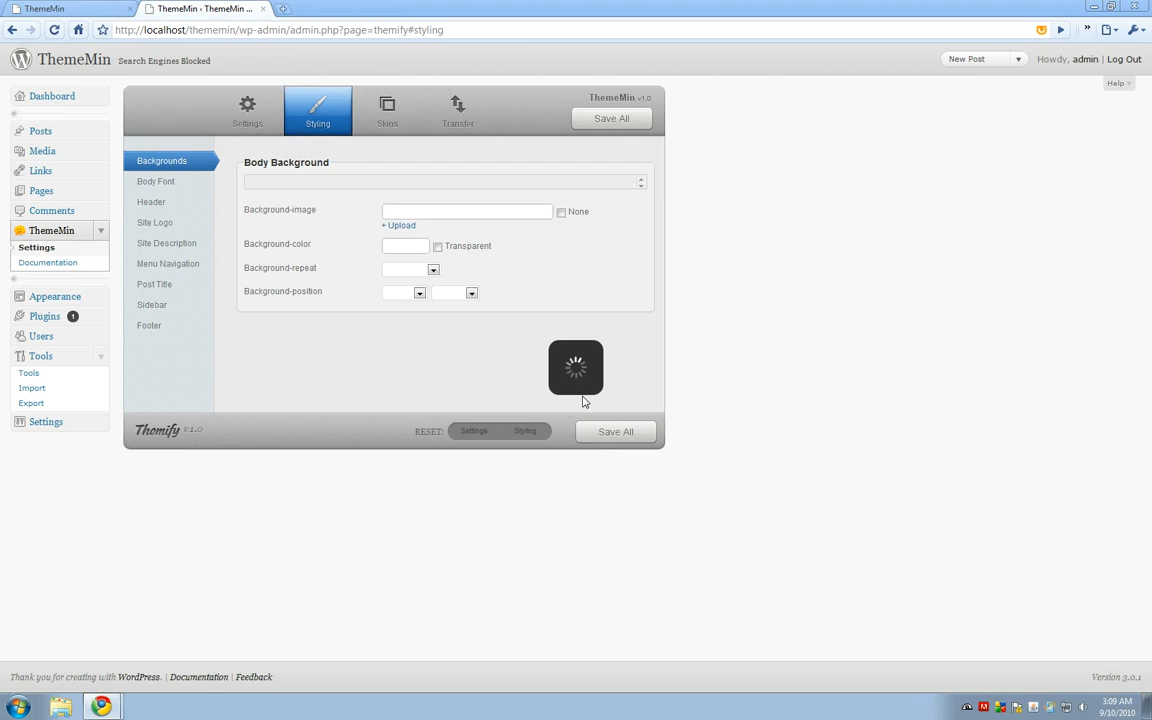 ThemeMin
ThemeMin ‹ ThemeMin ...
http://localhost/thememin/wp-admin/admin.php?page=themify#styling
»
ThemeMin
Search Engines Blocked
New Post
Howdy, admin | Log Out
Help
Dashboard
Posts
Media
Links
Pages
Comments
ThemeMin
Settings
Documentation
Appearance
Plugins 1
Users
Tools
Tools
Import
Export
Settings
Settings
Styling
Skins
Transfer
ThemeMin v1.0
Save All
Backgrounds
Body Font
Header
Site Logo
Site Description
Menu Navigation
Post Title
Sidebar
Footer
Body Background
Background-image
None
+ Upload
Background-color
Transparent
Background-repeat
Background-position
Themify v1.0
RESET: Settings Styling
Save All
Thank you for creating with WordPress. | Documentation | Feedback
Version 3.0.1
3:09 AM
9/10/2010